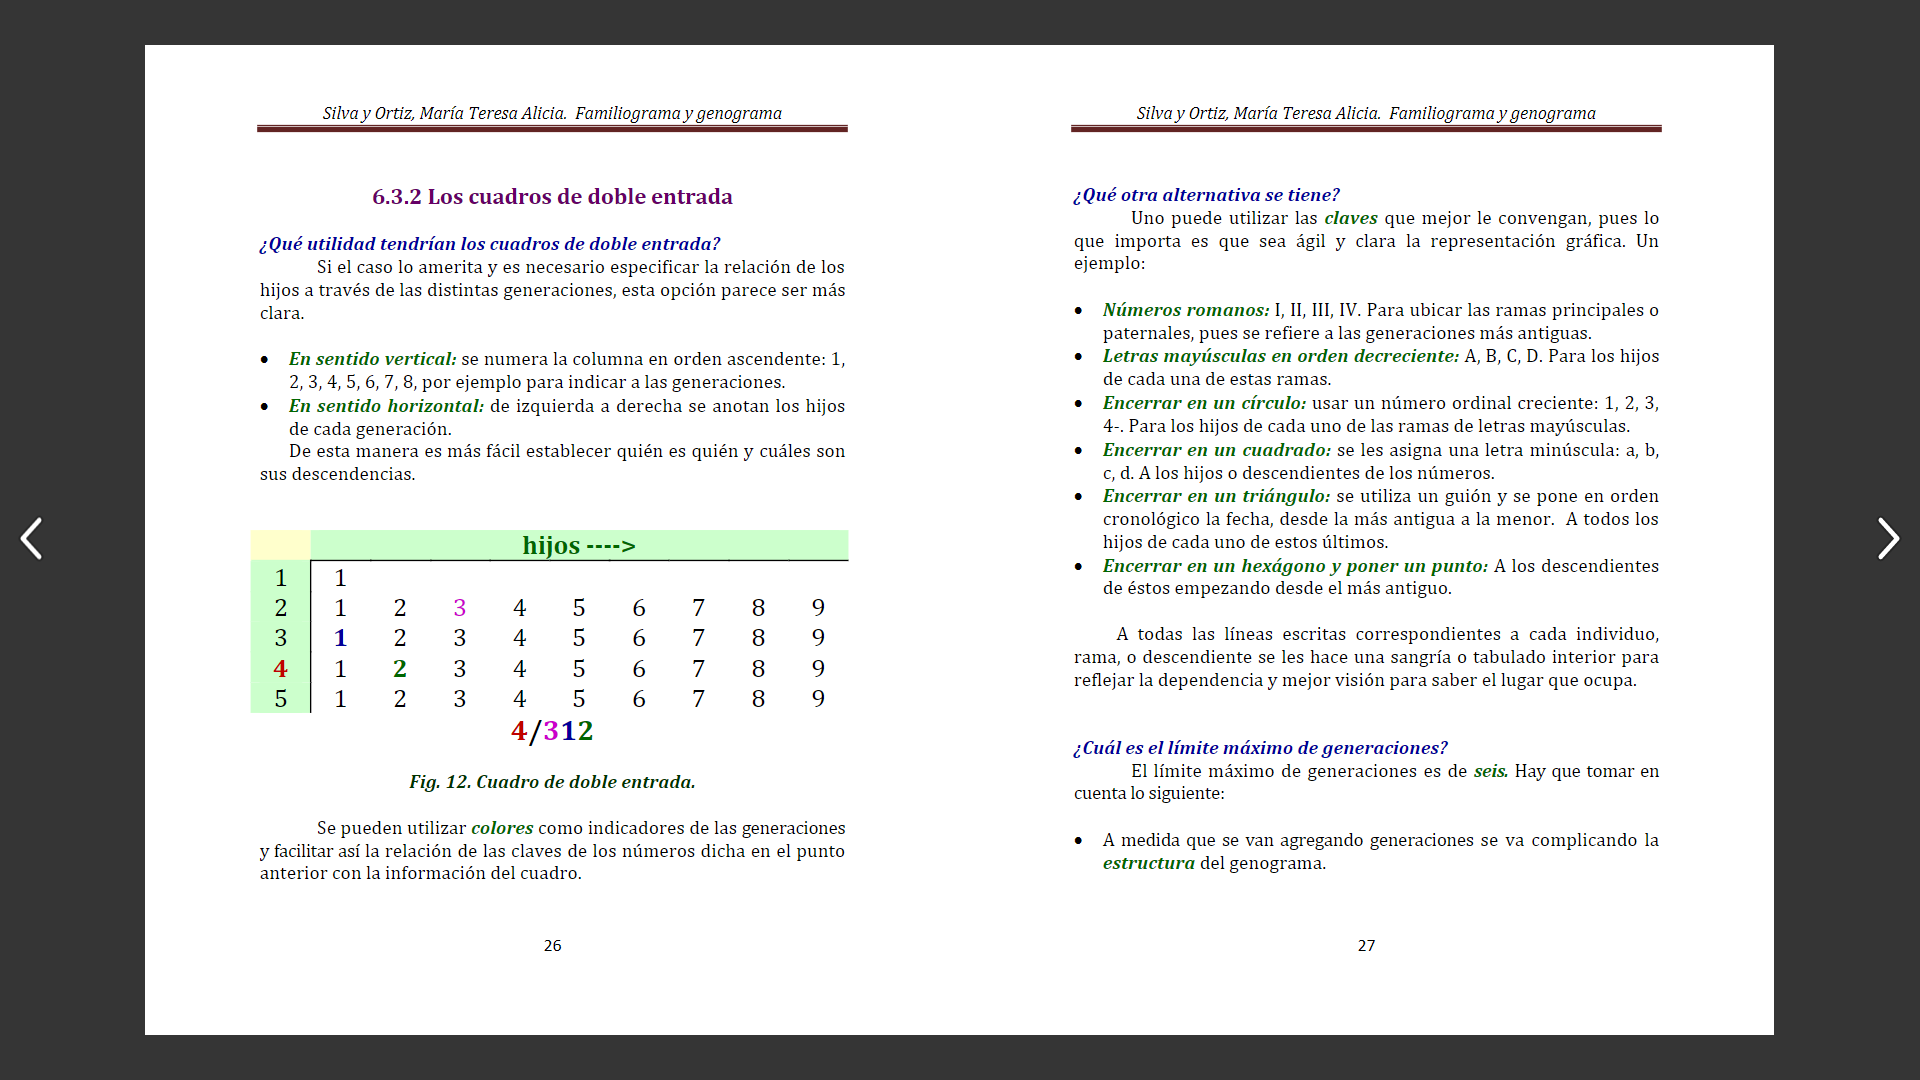 Silva y Ortiz, María Teresa Alicia.  Familiograma y genograma
6.3.2 Los cuadros de doble entrada
¿Qué utilidad tendrían los cuadros de doble entrada?
Si el caso lo amerita y es necesario especificar la relación de los
hijos a través de las distintas generaciones, esta opción parece ser más
clara.
• En sentido vertical: se numera la columna en orden ascendente: 1,
2, 3, 4, 5, 6, 7, 8, por ejemplo para indicar a las generaciones.
• En sentido horizontal: de izquierda a derecha se anotan los hijos
de cada generación.
De esta manera es más fácil establecer quién es quién y cuáles son
sus descendencias.
hijos ---->
1 1
2 1 2 3 4 5 6 7 8 9
3 1 2 3 4 5 6 7 8 9
4 1 2 3 4 5 6 7 8 9
5 1 2 3 4 5 6 7 8 9
4/312
Fig. 12. Cuadro de doble entrada.
Se pueden utilizar colores como indicadores de las generaciones
y facilitar así la relación de las claves de los números dicha en el punto
anterior con la información del cuadro.
26
Silva y Ortiz, María Teresa Alicia.  Familiograma y genograma
¿Qué otra alternativa se tiene?
Uno puede utilizar las claves que mejor le convengan, pues lo
que importa es que sea ágil y clara la representación gráfica. Un
ejemplo:
• Números romanos: I, II, III, IV. Para ubicar las ramas principales o
paternales, pues se refiere a las generaciones más antiguas.
• Letras mayúsculas en orden decreciente: A, B, C, D. Para los hijos
de cada una de estas ramas.
• Encerrar en un círculo: usar un número ordinal creciente: 1, 2, 3,
4-. Para los hijos de cada uno de las ramas de letras mayúsculas.
• Encerrar en un cuadrado: se les asigna una letra minúscula: a, b,
c, d. A los hijos o descendientes de los números.
• Encerrar en un triángulo: se utiliza un guión y se pone en orden
cronológico la fecha, desde la más antigua a la menor.  A todos los
hijos de cada uno de estos últimos.
• Encerrar en un hexágono y poner un punto: A los descendientes
de éstos empezando desde el más antiguo.
A todas las líneas escritas correspondientes a cada individuo,
rama, o descendiente se les hace una sangría o tabulado interior para
reflejar la dependencia y mejor visión para saber el lugar que ocupa.
¿Cuál es el límite máximo de generaciones?
El límite máximo de generaciones es de seis. Hay que tomar en
cuenta lo siguiente:
• A medida que se van agregando generaciones se va complicando la
estructura del genograma.
27